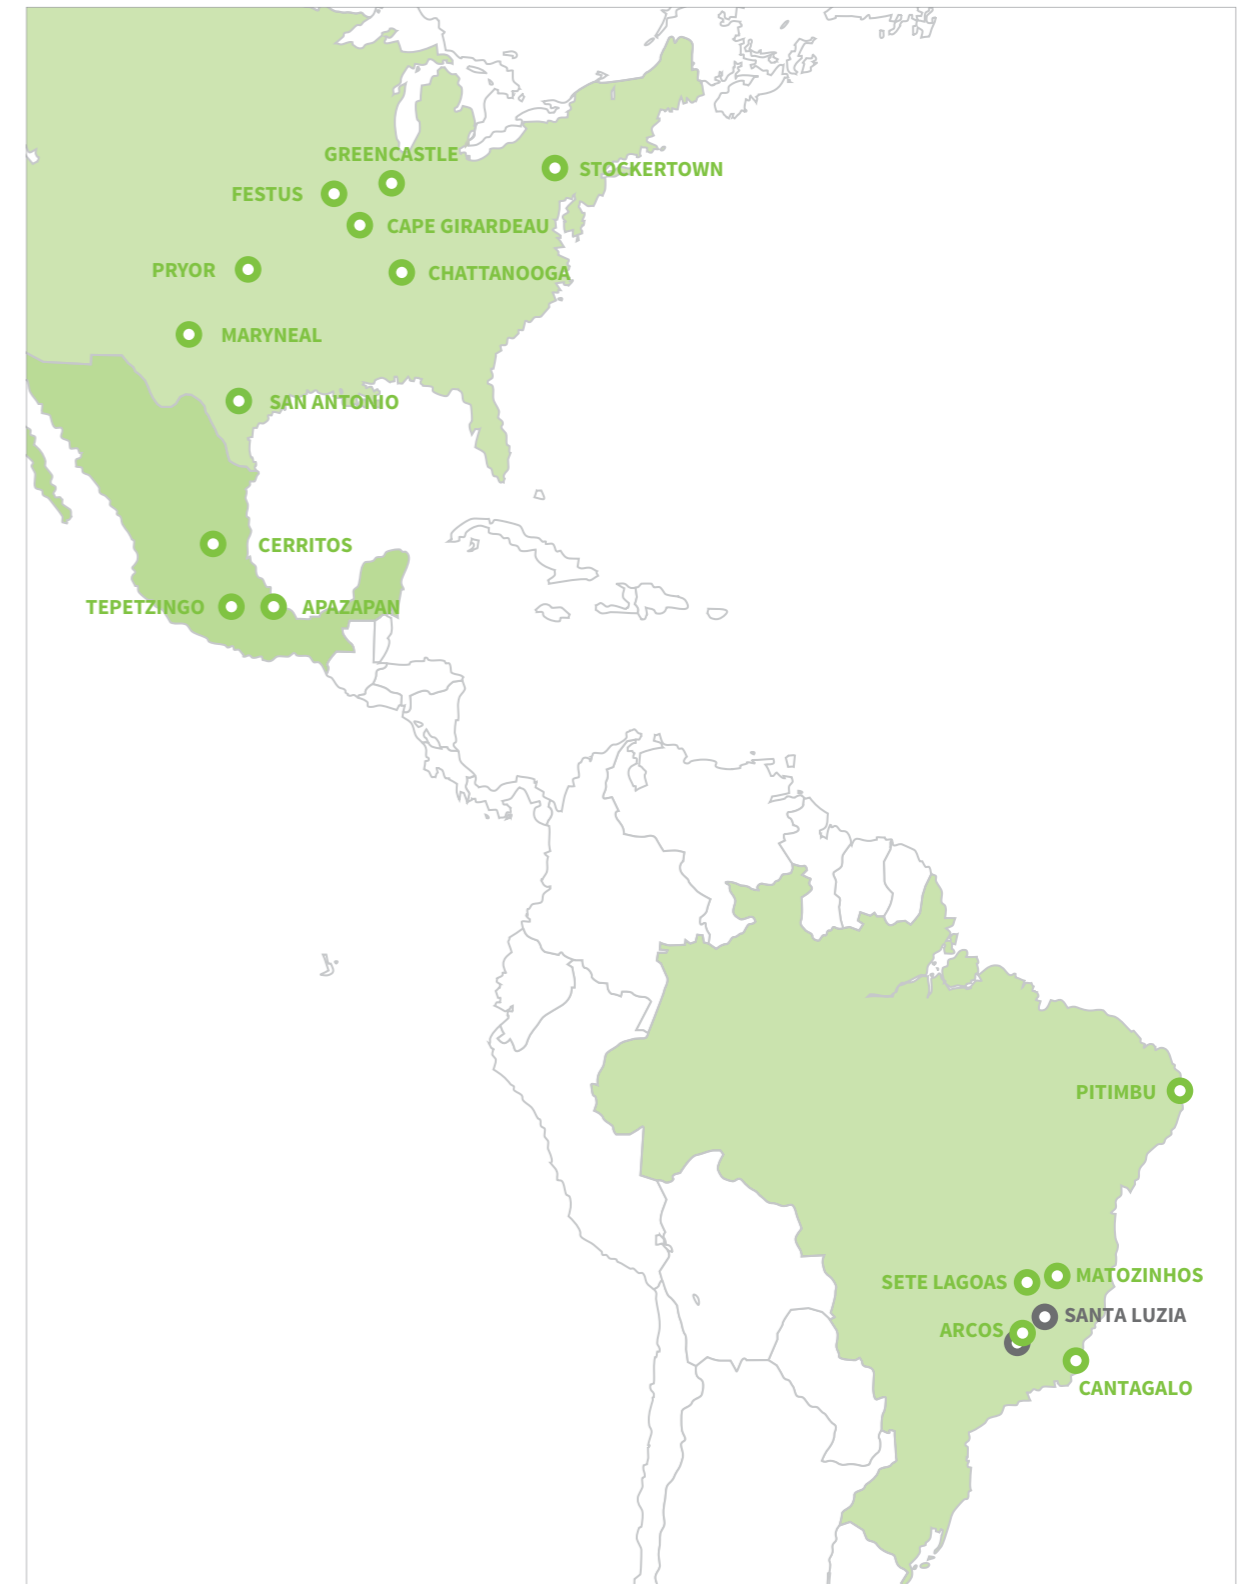 GREENCASTLE
STOCKERTOWN
FESTUS
CAPE GIRARDEAU
PRYOR
CHATTANOOGA
MARYNEAL
SAN ANTONIO
CERRITOS
TEPETZINGO
APAZAPAN
PITIMBU
MATOZINHOS
SETE LAGOAS
SANTA LUZIA
ARCOS
CANTAGALO